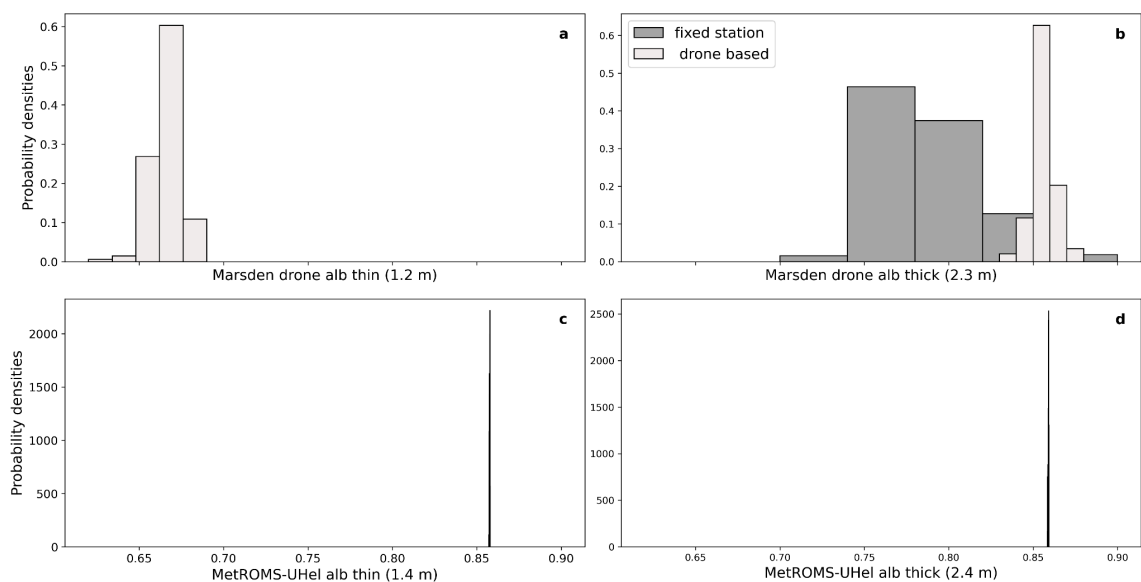 a
0.6
0.5
0.4
0.3
0.2
0.1
0.0
Probability densities
Marsden drone alb thin (1.2 m)
b
fixed station
drone based
0.6
0.5
0.4
0.3
0.2
0.1
0.0
Marsden drone alb thick (2.3 m)
c
2000
1500
1000
500
0
Probability densities
0.65 0.70 0.75 0.80 0.85 0.90
MetROMS-UHel alb thin (1.4 m)
d
2500
2000
1500
1000
500
0
0.65 0.70 0.75 0.80 0.85 0.90
MetROMS-UHel alb thick (2.4 m)